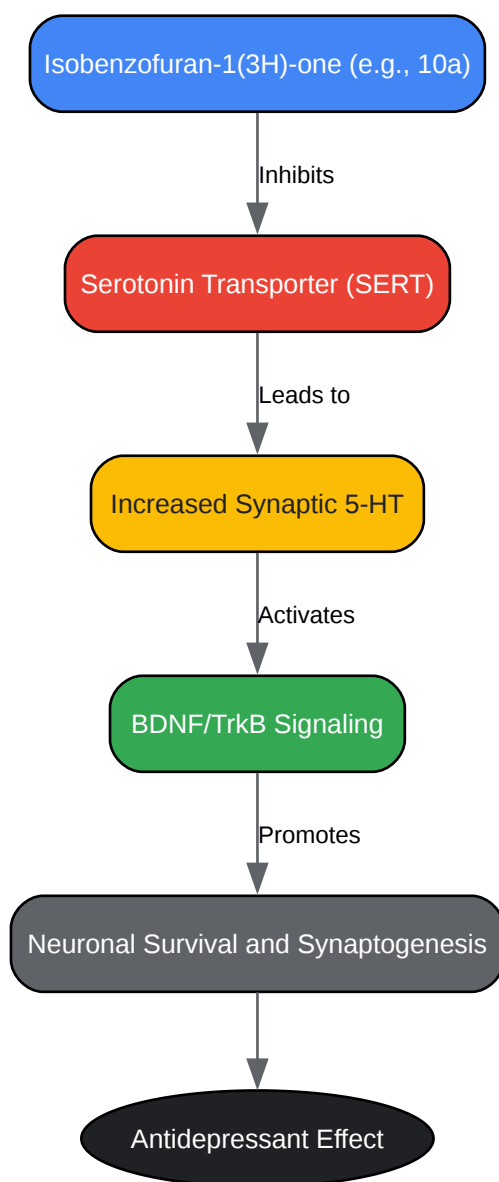 Isobenzofuran-1(3H)-one (e.g., 10a)
Inhibits
Serotonin Transporter (SERT)
Leads to
Increased Synaptic 5-HT
Activates
BDNF/TrkB Signaling
Promotes
Neuronal Survival and Synaptogenesis
Antidepressant Effect